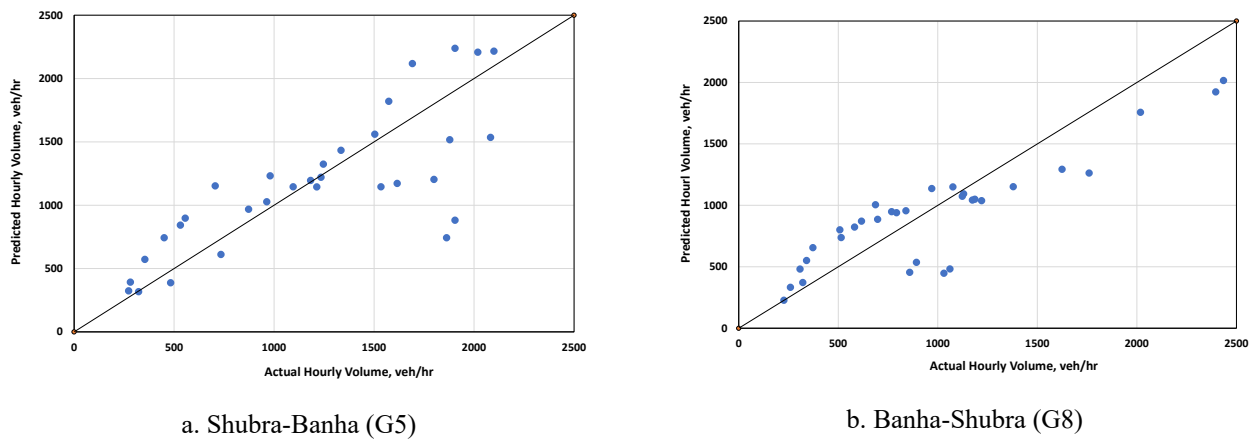 2500
2000
1500
1000
500
0
Predicted Hourly Volume, veh/hr
0 500 1000 1500 2000 2500
Actual Hourly Volume, veh/hr
a. Shubra-Banha (G5)
2500
2000
1500
1000
500
0
Predicted Hourl Volume, veh/hr
0 500 1000 1500 2000 2500
Actual Hourly Volume, veh/hr
b. Banha-Shubra (G8)